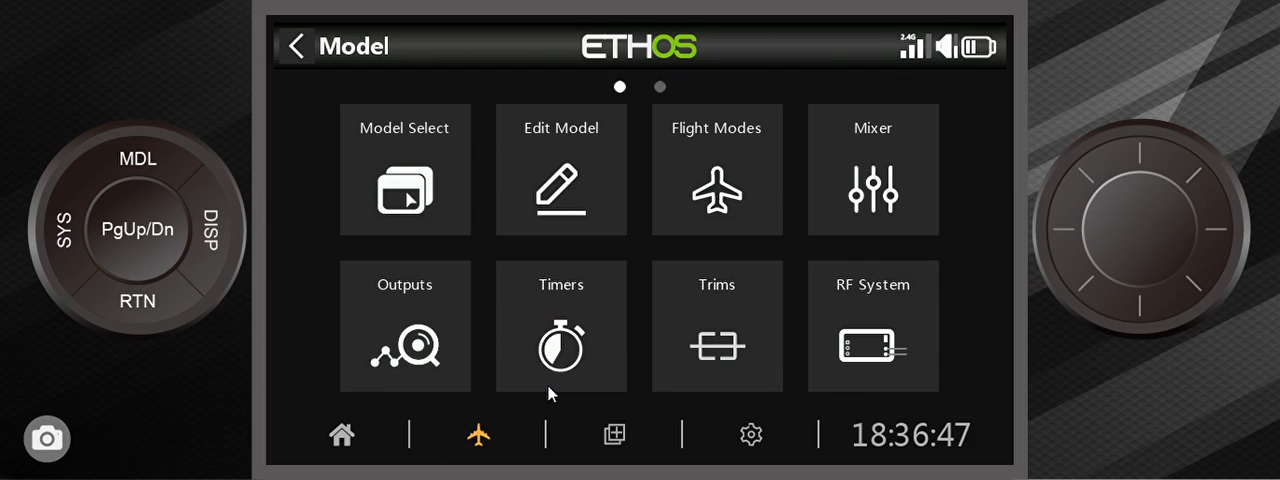 Model
ETHOS
2.4G
Model Select
Edit Model
Flight Modes
Mixer
MDL
SYS
PgUp/Dn
DISP
RTN
Outputs
Timers
Trims
RF System
18:36:47